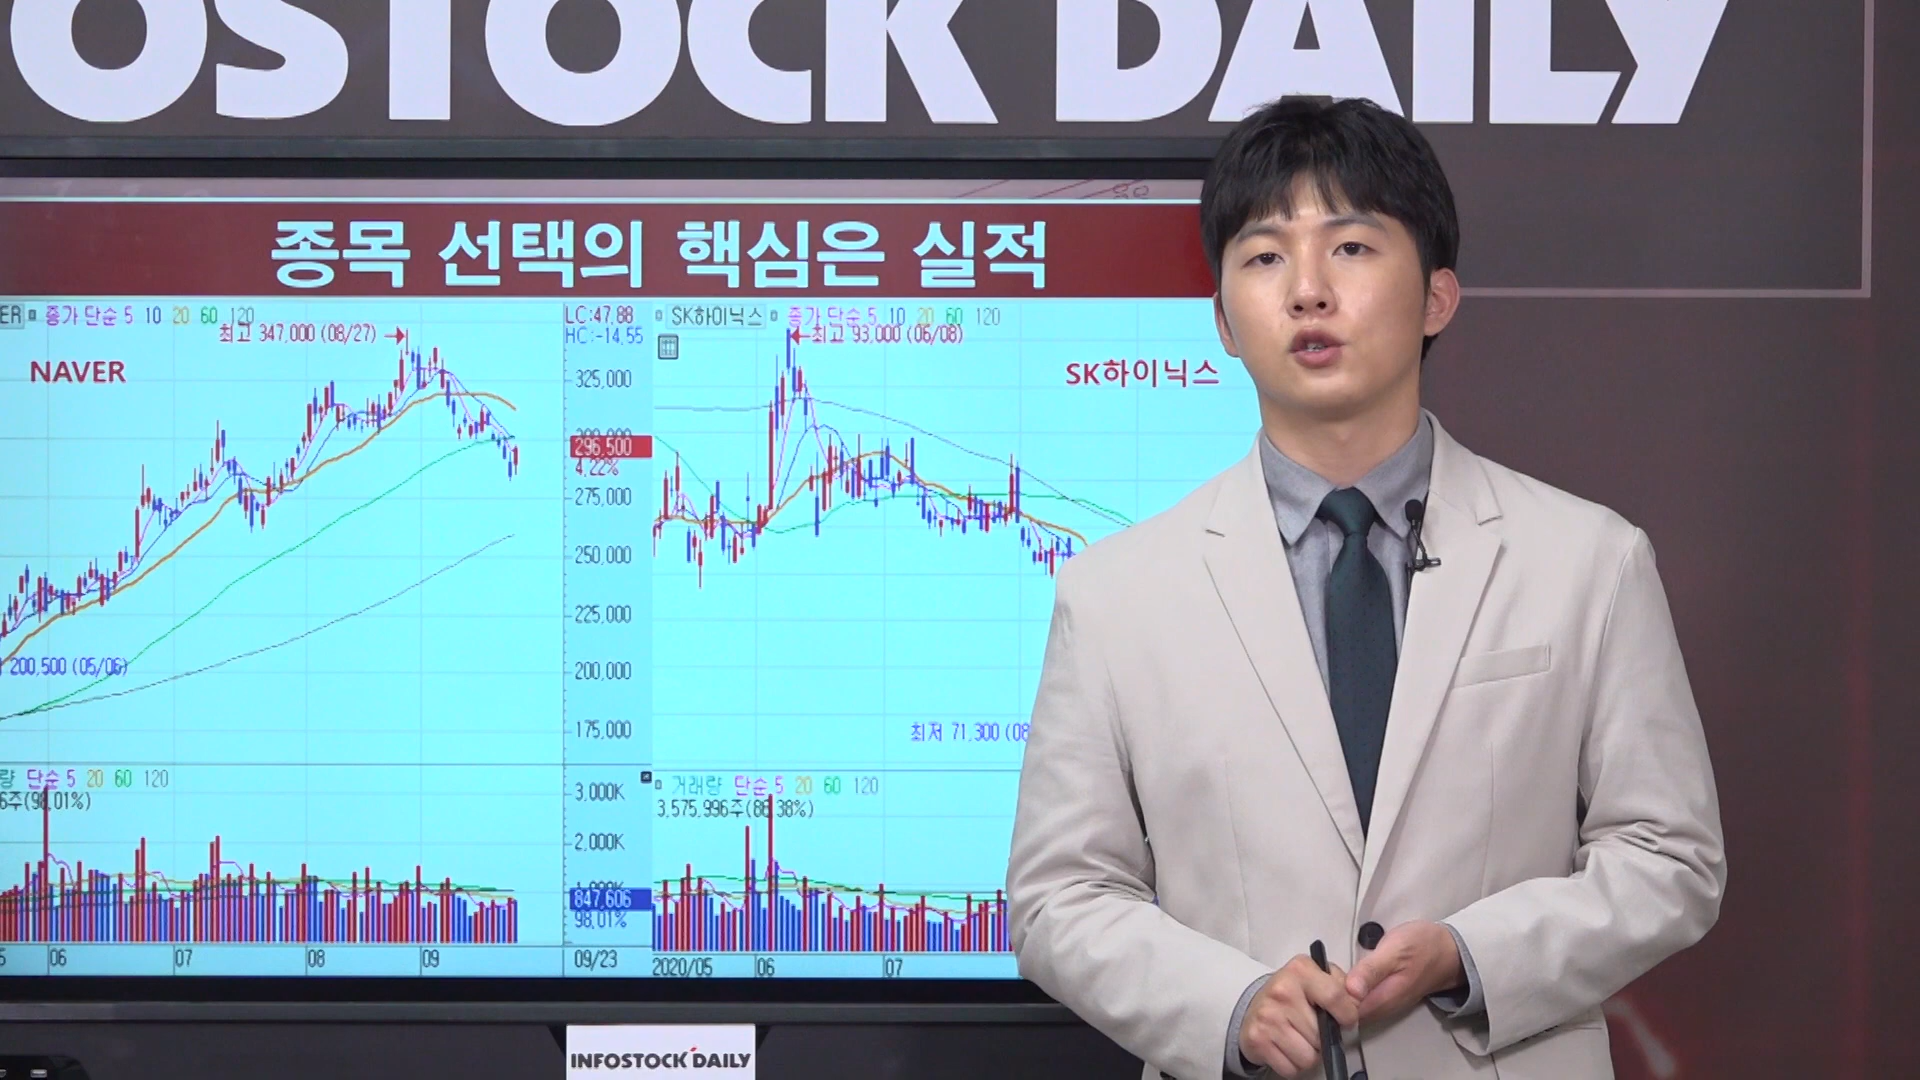 OSTOCK DAILY
종목 선택의 핵심은 실적
ER 종가 단순 5 10 20 60 120
최고 347,000 (08/27)
LC:47,88
HC:-14,55
NAVER
325,000
296,500
4,22%
275,000
250,000
225,000
200,000
175,000
200,500 (05/06)
량 단순 5 20 60 120
6주(98,01%)
3,000K
2,000K
847,606
98,01%
06 07 08 09 09/23
SK하이닉스 종가 단순 5 10 20 60 120
최고 93,000 (06/08)
SK하이닉스
최저 71,300 (08
거래량 단순 5 20 60 120
3,575,996주(86,38%)
2020/05 06 07
INFOSTOCK DAILY